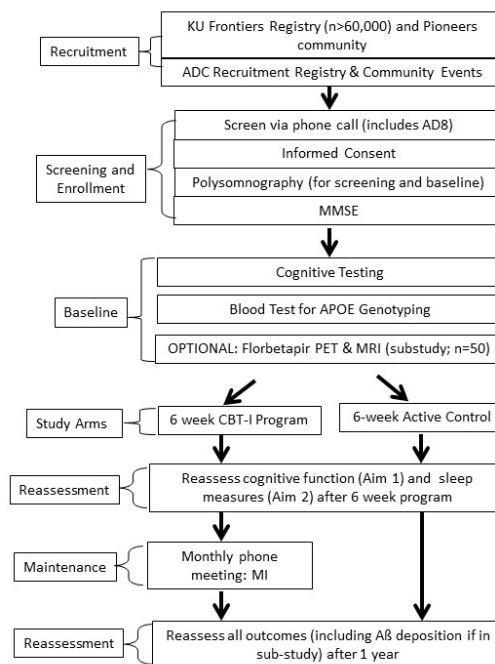 Recruitment
KU Frontiers Registry (n>60,000) and Pioneers
community
ADC Recruitment Registry & Community Events
Screening and
Enrollment
Screen via phone call (includes AD8)
Informed Consent
Polysomnography (for screening and baseline)
MMSE
Baseline
Cognitive Testing
Blood Test for APOE Genotyping
OPTIONAL: Florbetapir PET & MRI (substudy; n=50)
Study Arms
6 week CBT-I Program
6-week Active Control
Reassessment
Reassess cognitive function (Aim 1) and sleep
measures (Aim 2) after 6 week program
Maintenance
Monthly phone
meeting: MI
Reassessment
Reassess all outcomes (including Aß deposition if in
sub-study) after 1 year